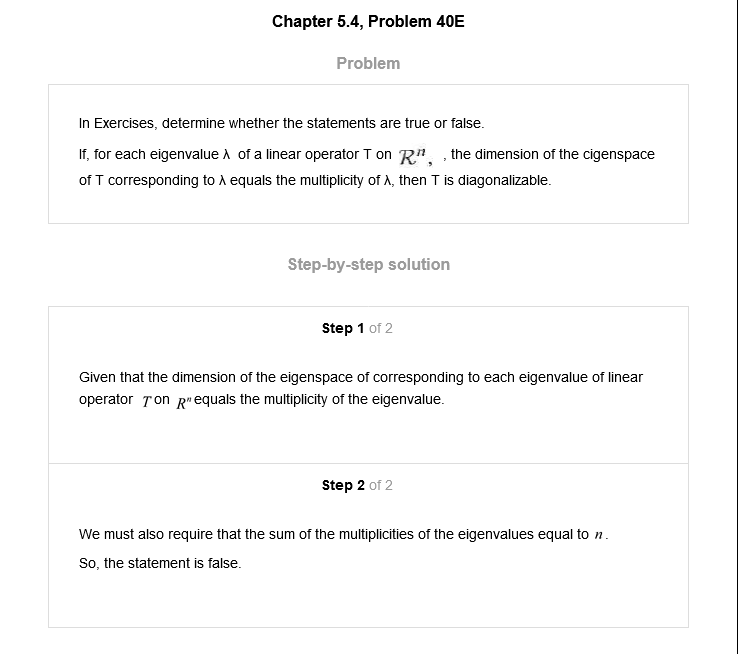 Chapter 5.4, Problem 40E
Problem
In Exercises, determine whether the statements are true or false.
If, for each eigenvalue λ of a linear operator T on Rⁿ, , the dimension of the cigenspace
of T corresponding to λ equals the multiplicity of λ, then T is diagonalizable.
Step-by-step solution
Step 1 of 2
Given that the dimension of the eigenspace of corresponding to each eigenvalue of linear
operator T on Rⁿ equals the multiplicity of the eigenvalue.
Step 2 of 2
We must also require that the sum of the multiplicities of the eigenvalues equal to n.
So, the statement is false.